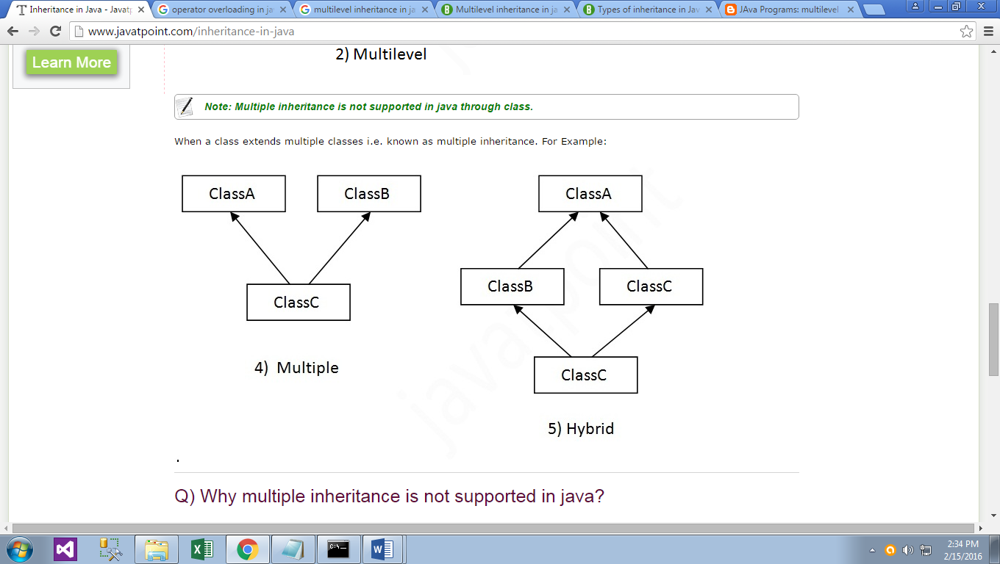 Inheritance in Java - Javatp
operator overloading in ja
multilevel inheritance in ja
Multilevel inheritance in ja
Types of inheritance in Jav
JAva Programs: multilevel
www.javatpoint.com/inheritance-in-java
Learn More
2) Multilevel
Note: Multiple inheritance is not supported in java through class.
When a class extends multiple classes i.e. known as multiple inheritance. For Example:
ClassA
ClassB
ClassC
4) Multiple
ClassA
ClassB
ClassC
ClassC
5) Hybrid
javatpoint
.
Q) Why multiple inheritance is not supported in java?
2:34 PM
2/15/2016